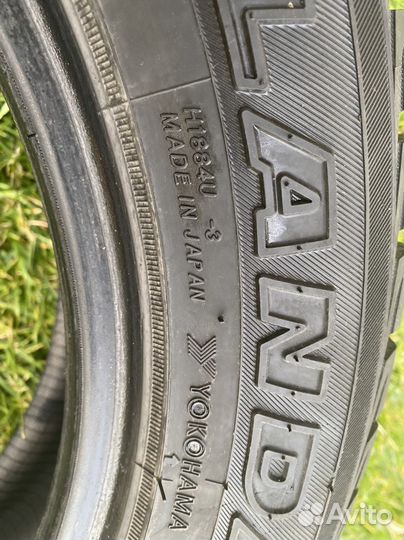 LAND
H1884U -3
MADE IN JAPAN
YOKOHAMA
Avito